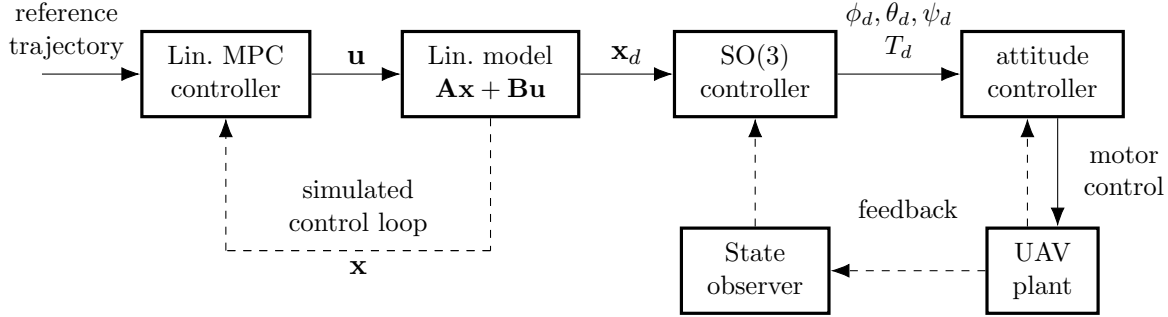 reference
trajectory
Lin. MPC
controller
u
Lin. model
Ax + Bu
x_d
SO(3)
controller
ϕ_d, θ_d, ψ_d
T_d
attitude
controller
motor
control
simulated
control loop
x
feedback
State
observer
UAV
plant